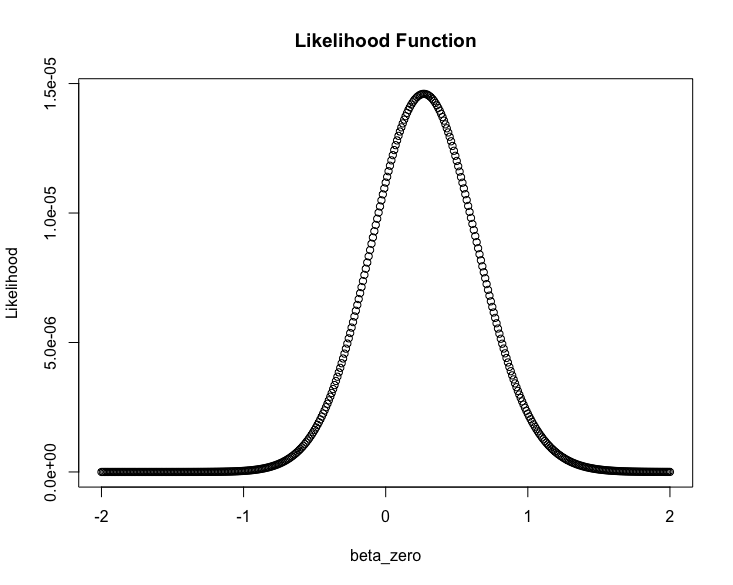 Likelihood Function
1.5e-05
1.0e-05
5.0e-06
0.0e+00
Likelihood
-2 -1 0 1 2
beta_zero